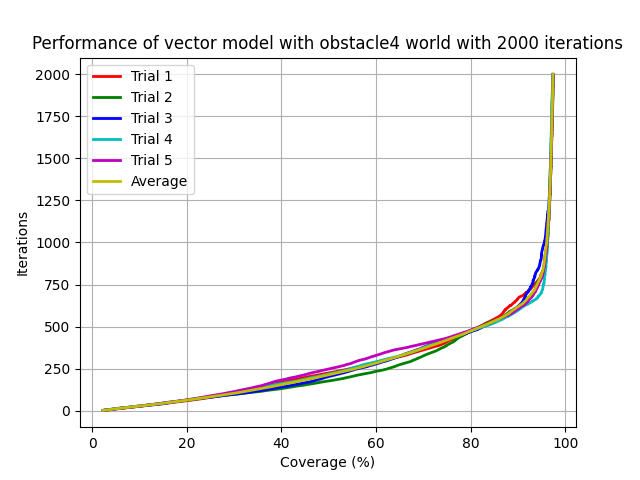 Performance of vector model with obstacle4 world with 2000 iterations
2000
1750
1500
1250
1000
750
500
250
0
Iterations
Trial 1
Trial 2
Trial 3
Trial 4
Trial 5
Average
0 20 40 60 80 100
Coverage (%)